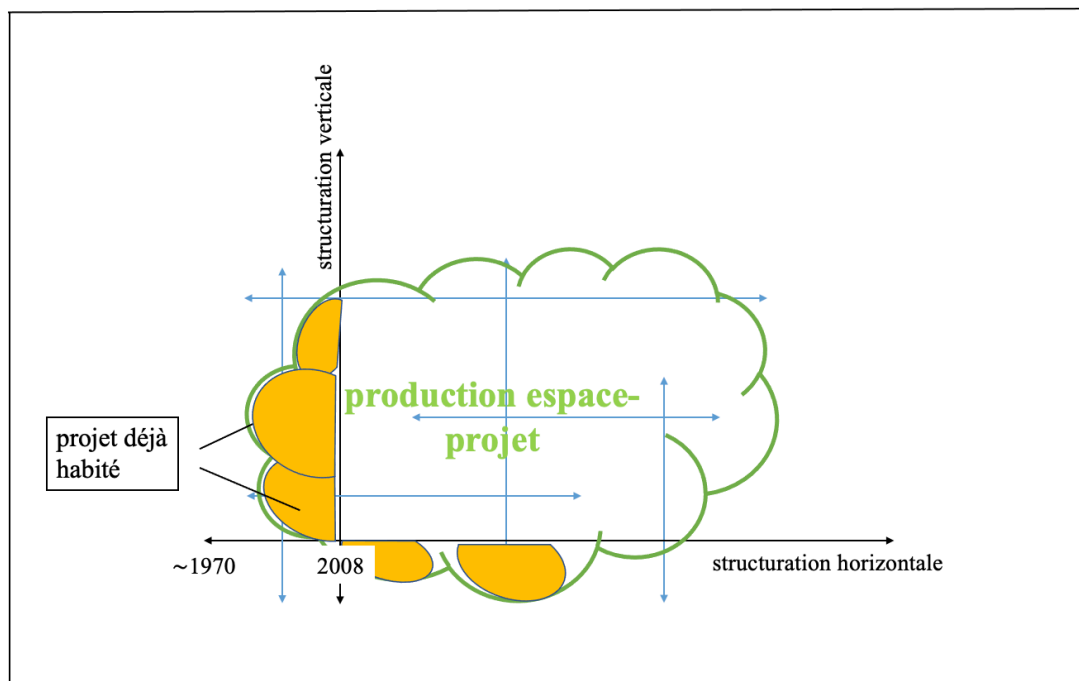 structuration verticale
production espace-
projet
projet déjà
habité
~1970
2008
structuration horizontale